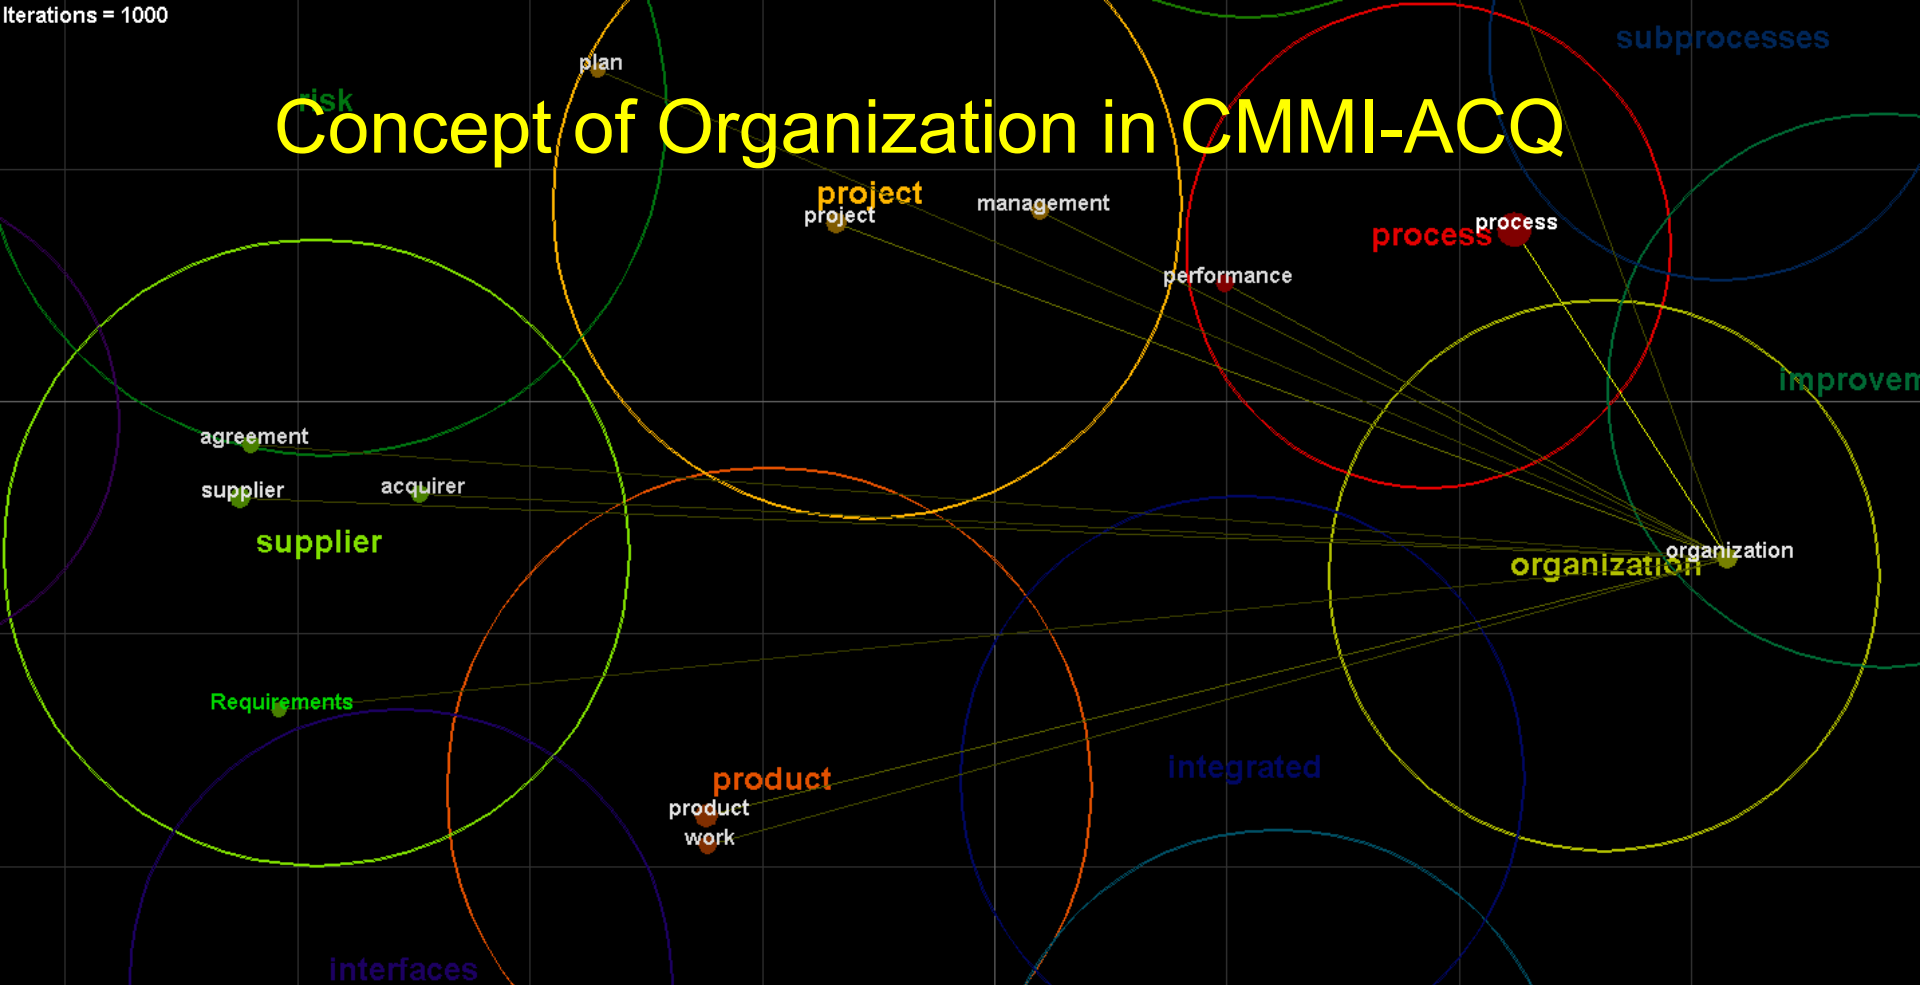 Iterations = 1000
subprocesses
plan
risk
Concept of Organization in CMMI-ACQ
project
management
project
process
process
performance
improvem
agreement
supplier
acquirer
supplier
organization
organization
Requirements
integrated
product
product
work
interfaces